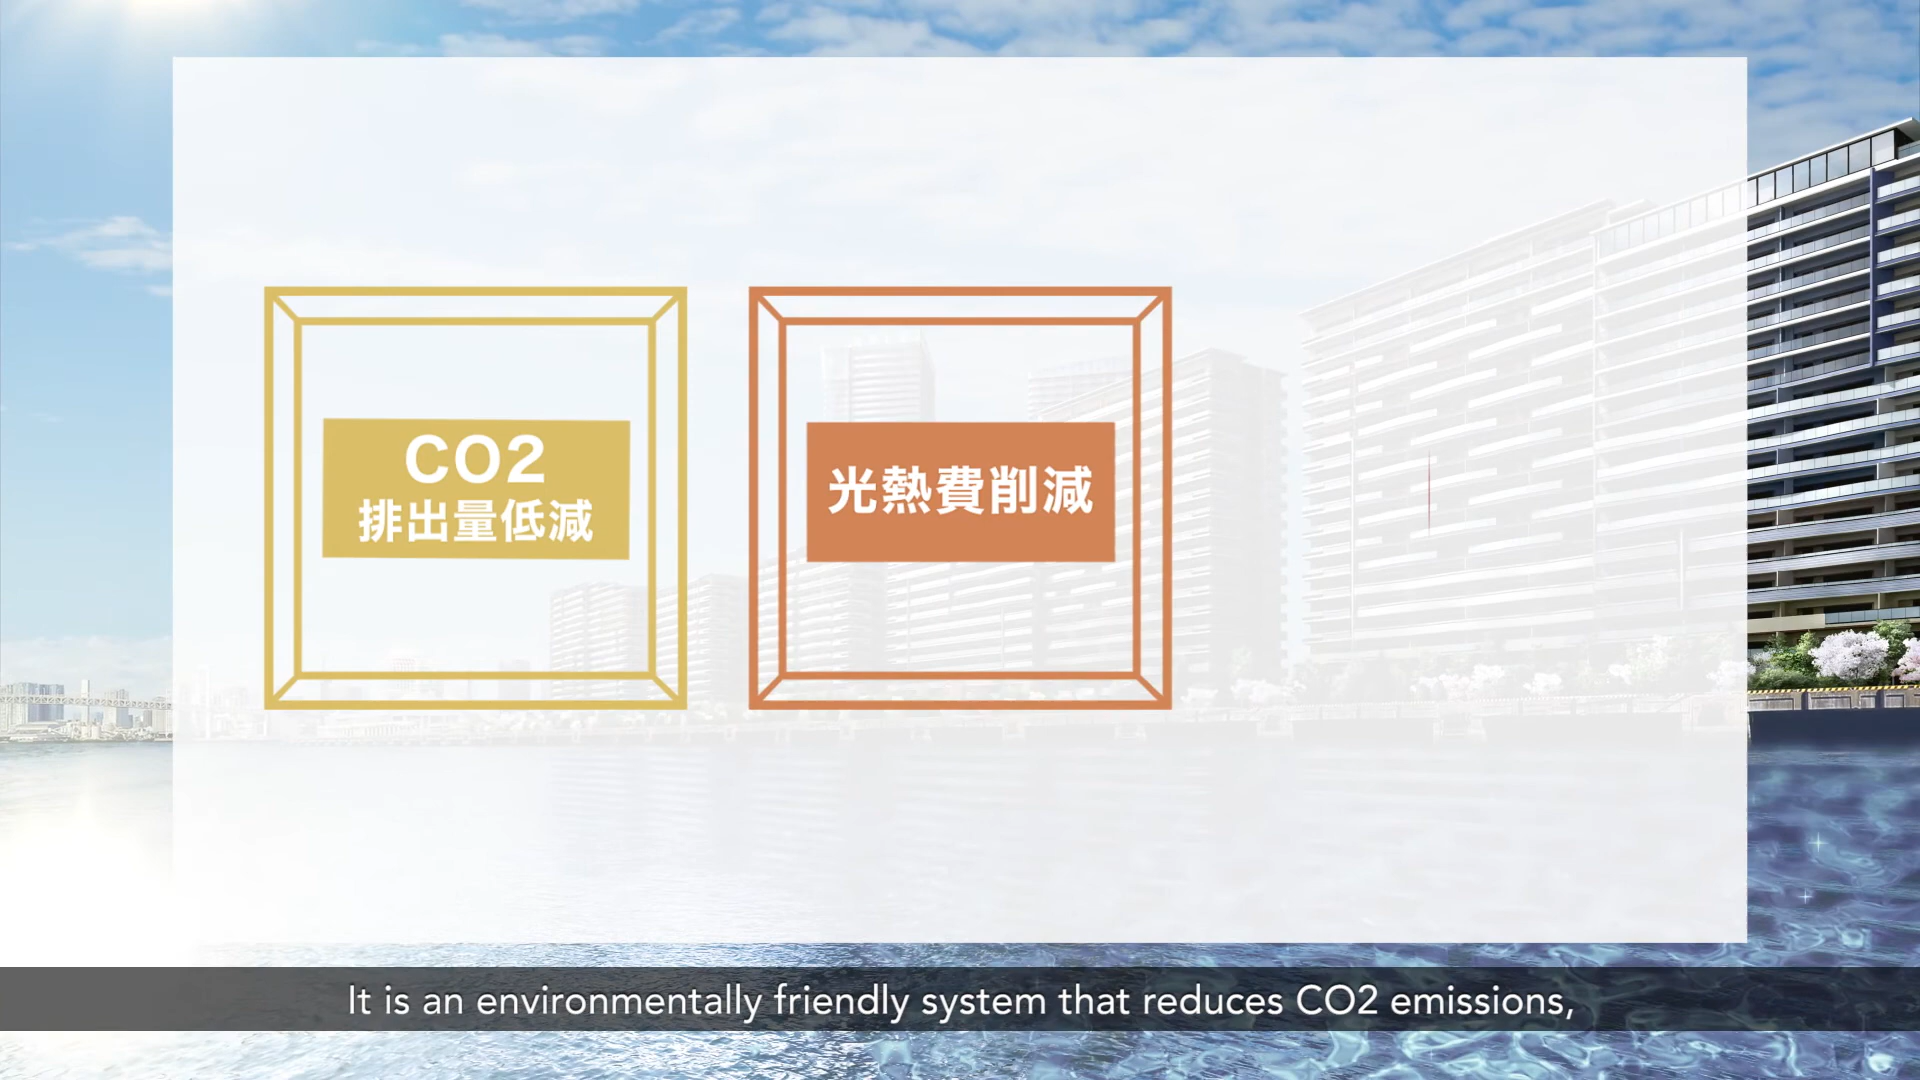 CO2
排出量低減
光熱費削減
It is an environmentally friendly system that reduces CO2 emissions,